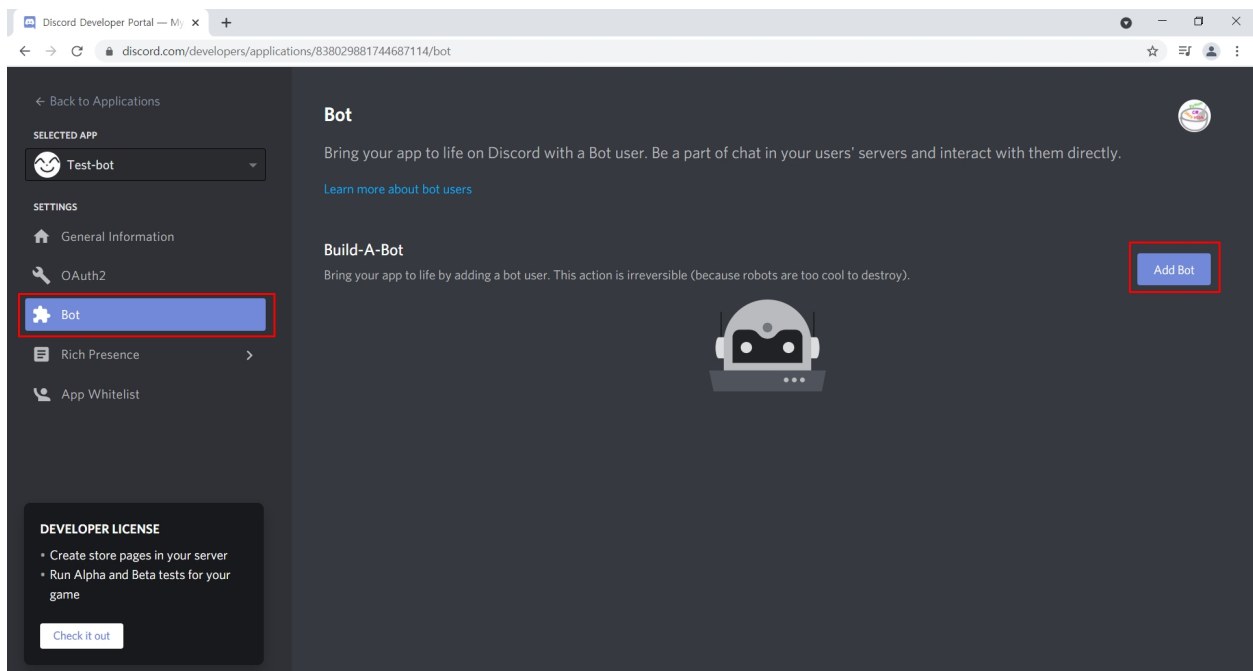 Discord Developer Portal — My
discord.com/developers/applications/838029881744687114/bot
← Back to Applications
SELECTED APP
Test-bot
SETTINGS
General Information
OAuth2
Bot
Rich Presence
App Whitelist
DEVELOPER LICENSE
• Create store pages in your server
• Run Alpha and Beta tests for your
game
Check it out
Bot
Bring your app to life on Discord with a Bot user. Be a part of chat in your users' servers and interact with them directly.
Learn more about bot users
Build-A-Bot
Bring your app to life by adding a bot user. This action is irreversible (because robots are too cool to destroy).
Add Bot